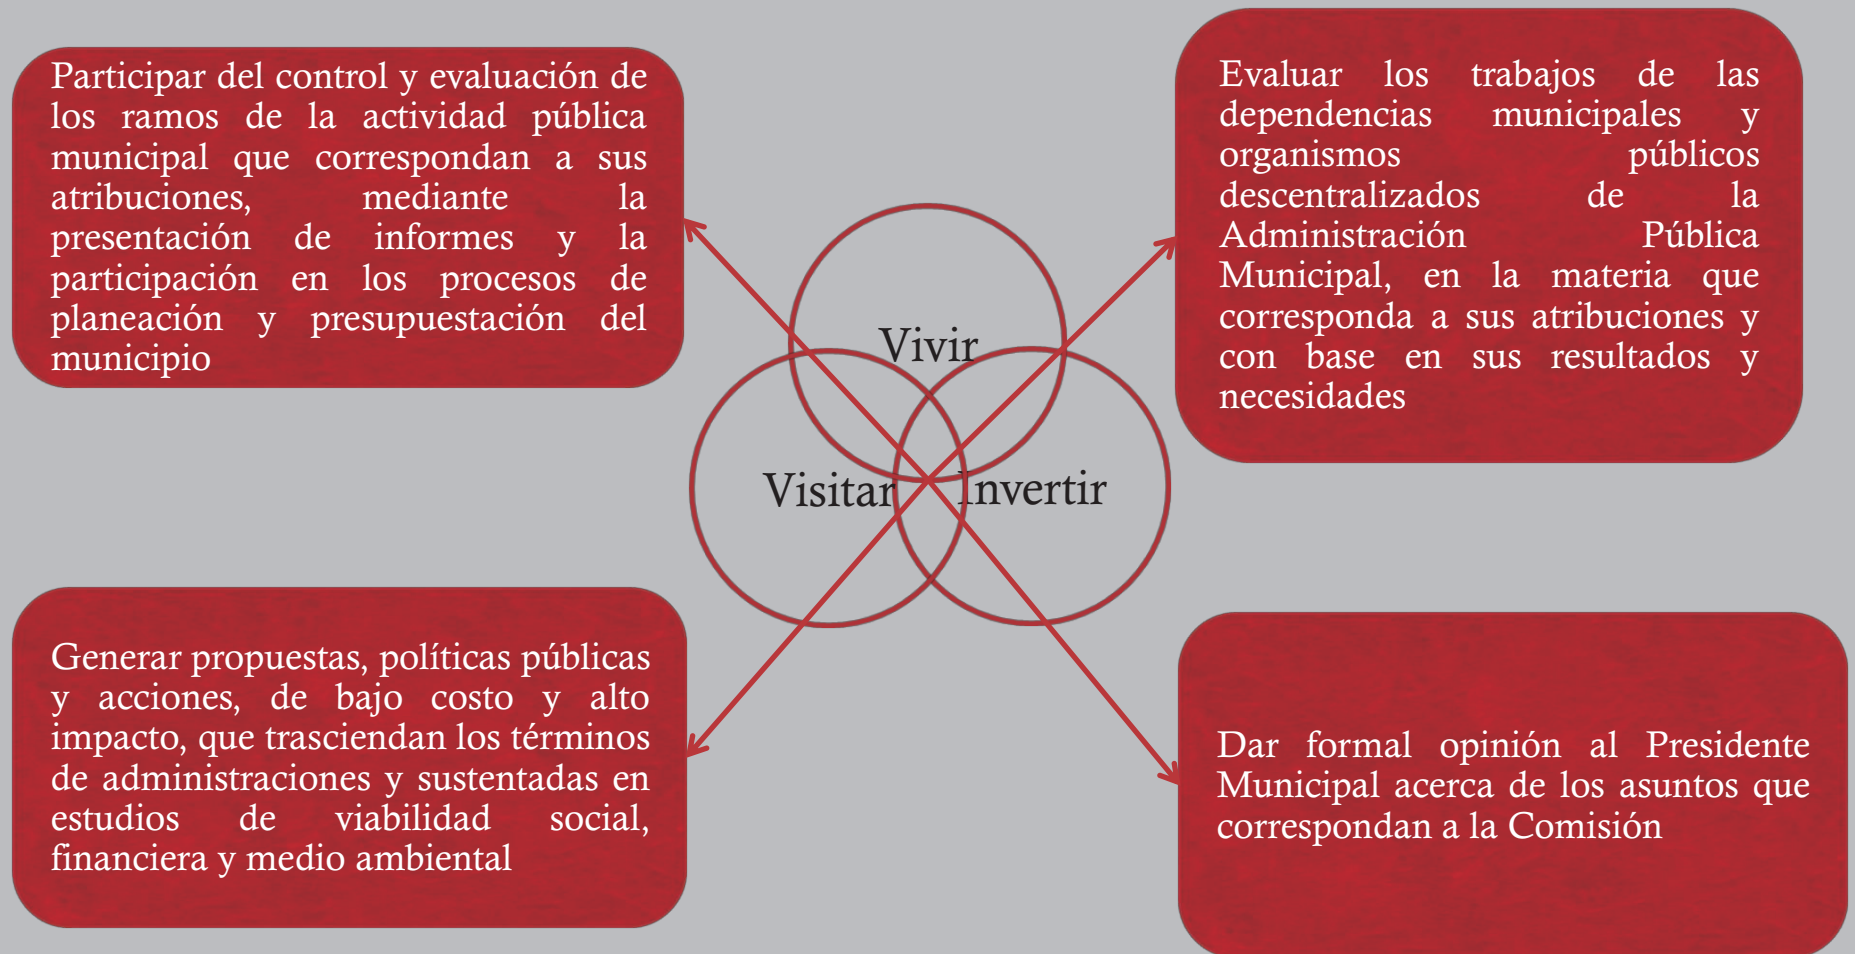 Participar del control y evaluación de
los ramos de la actividad pública
municipal que correspondan a sus
atribuciones, mediante la
presentación de informes y la
participación en los procesos de
planeación y presupuestación del
municipio
Evaluar los trabajos de las
dependencias municipales y
organismos públicos
descentralizados de la
Administración Pública
Municipal, en la materia que
corresponda a sus atribuciones y
con base en sus resultados y
necesidades
Vivir
Visitar
Invertir
Generar propuestas, políticas públicas
y acciones, de bajo costo y alto
impacto, que trasciendan los términos
de administraciones y sustentadas en
estudios de viabilidad social,
financiera y medio ambiental
Dar formal opinión al Presidente
Municipal acerca de los asuntos que
correspondan a la Comisión